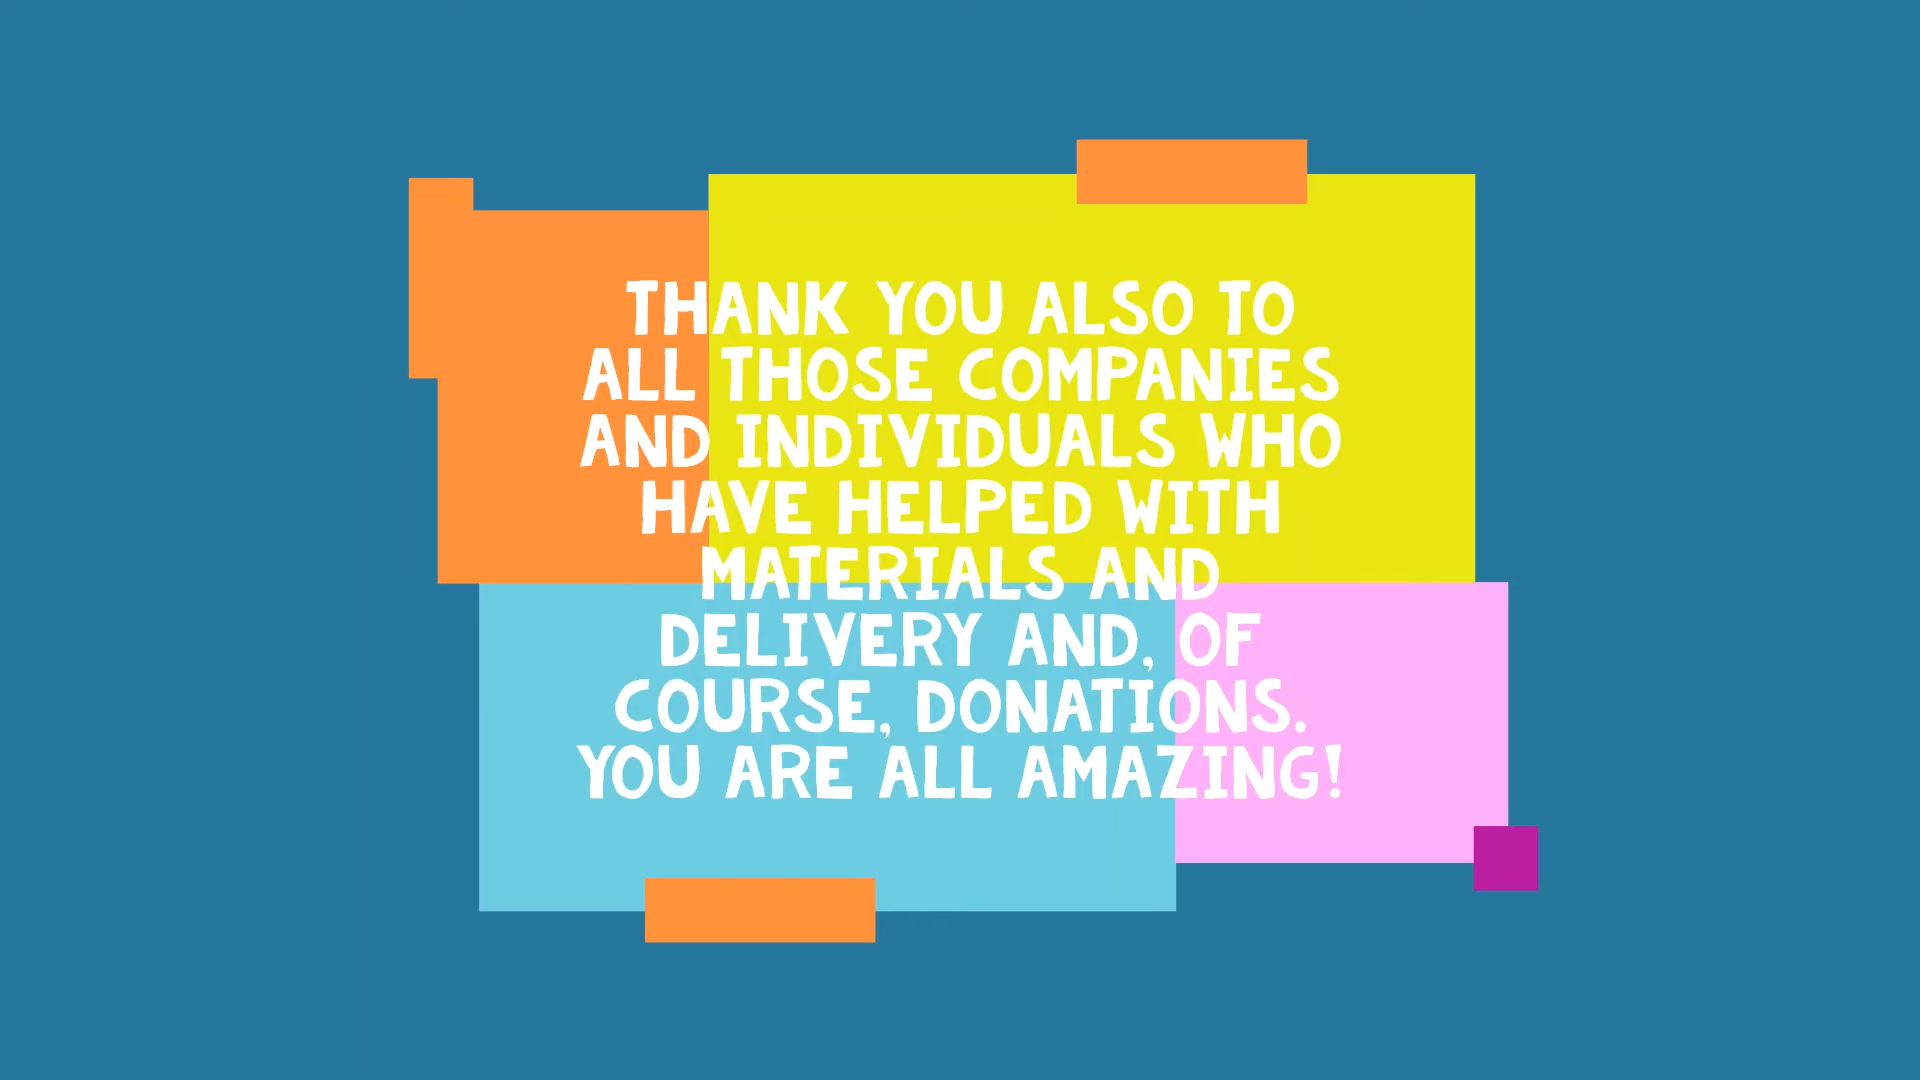 THANK YOU ALSO TO
ALL THOSE COMPANIES
AND INDIVIDUALS WHO
HAVE HELPED WITH
MATERIALS AND
DELIVERY AND, OF
COURSE, DONATIONS.
YOU ARE ALL AMAZING!